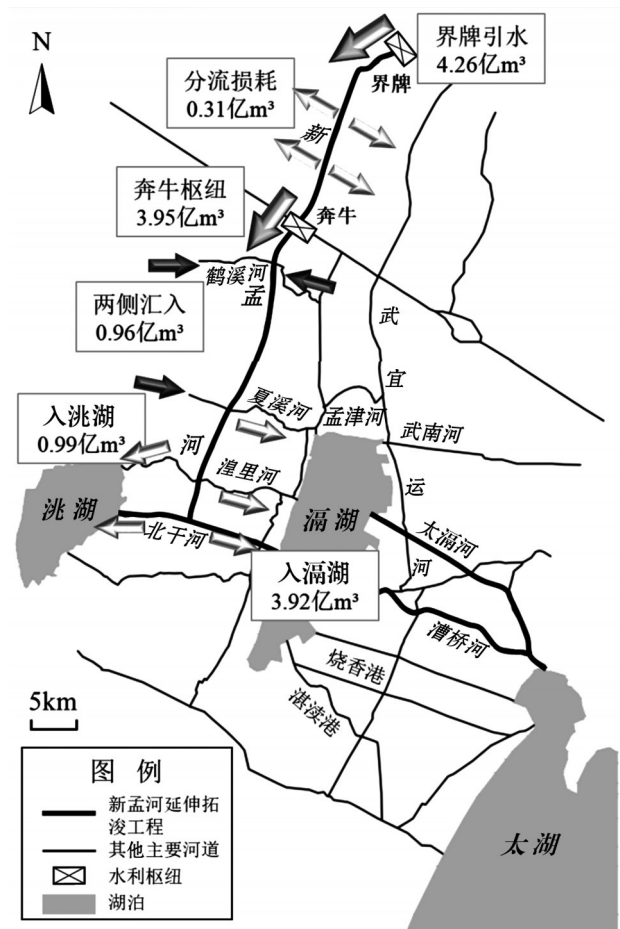 N
界牌引水
4.26亿m³
界牌
分流损耗
0.31亿m³
新
奔牛枢纽
3.95亿m³
奔牛
鹤溪河
孟
两侧汇入
0.96亿m³
武
宜
夏溪河
孟津河
武南河
入洮湖
0.99亿m³
河
湟里河
运
洮湖
滆湖
太滆河
北干河
河
入滆湖
3.92亿m³
漕桥河
烧香港
5km
湛渎港
图 例
新孟河延伸拓
浚工程
其他主要河道
水利枢纽
湖泊
太湖